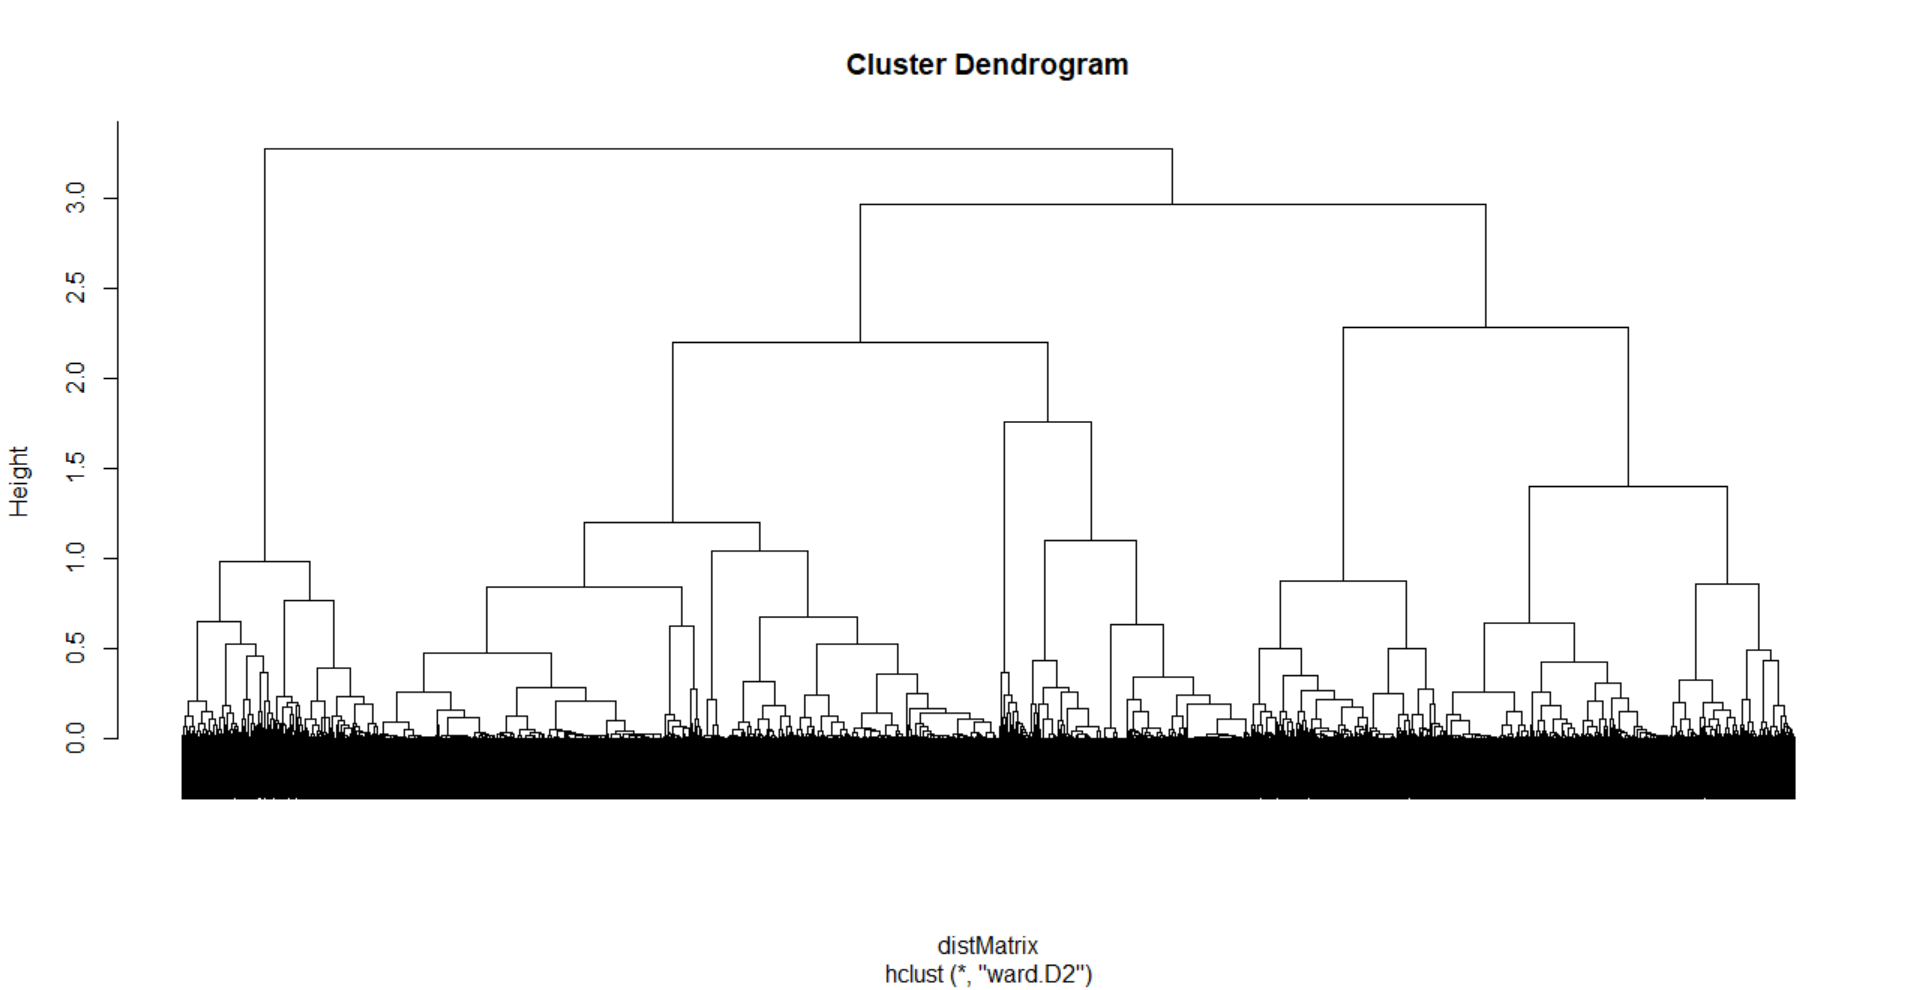 Cluster Dendrogram
Height
3.0
2.5
2.0
1.5
1.0
0.5
0.0
distMatrix
hclust (*, "ward.D2")